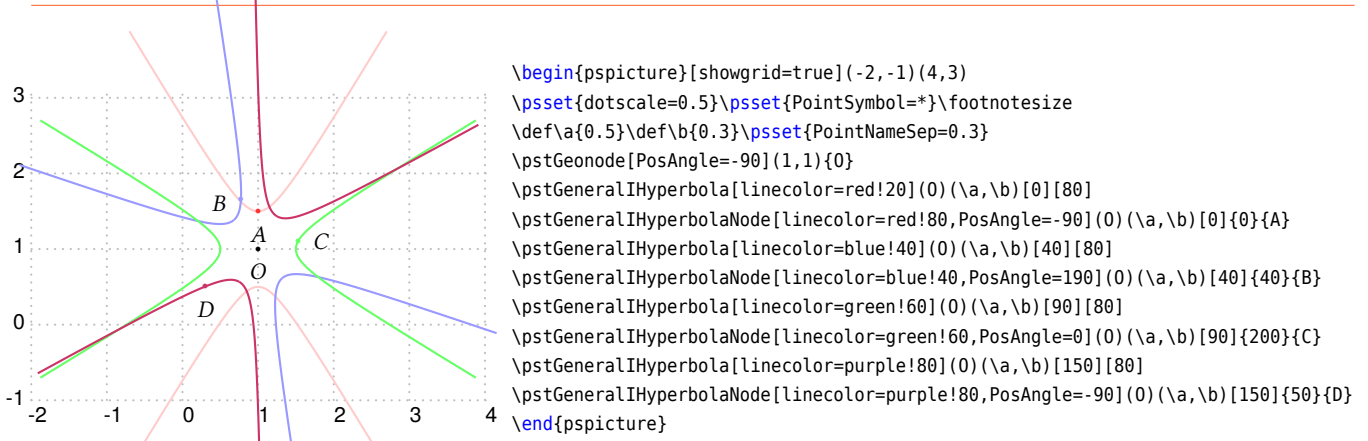 3
2
1
0
-1
-2 -1 0 1 2 3 4
B
A
C
O
D
\begin{pspicture}[showgrid=true](-2,-1)(4,3)
\psset{dotscale=0.5}\psset{PointSymbol=*}\footnotesize
\def\a{0.5}\def\b{0.3}\psset{PointNameSep=0.3}
\pstGeonode[PosAngle=-90](1,1){O}
\pstGeneralIHyperbola[linecolor=red!20](O)(\a,\b)[0][80]
\pstGeneralIHyperbolaNode[linecolor=red!80,PosAngle=-90](O)(\a,\b)[0]{0}{A}
\pstGeneralIHyperbola[linecolor=blue!40](O)(\a,\b)[40][80]
\pstGeneralIHyperbolaNode[linecolor=blue!40,PosAngle=190](O)(\a,\b)[40]{40}{B}
\pstGeneralIHyperbola[linecolor=green!60](O)(\a,\b)[90][80]
\pstGeneralIHyperbolaNode[linecolor=green!60,PosAngle=0](O)(\a,\b)[90]{200}{C}
\pstGeneralIHyperbola[linecolor=purple!80](O)(\a,\b)[150][80]
\pstGeneralIHyperbolaNode[linecolor=purple!80,PosAngle=-90](O)(\a,\b)[150]{50}{D}
\end{pspicture}